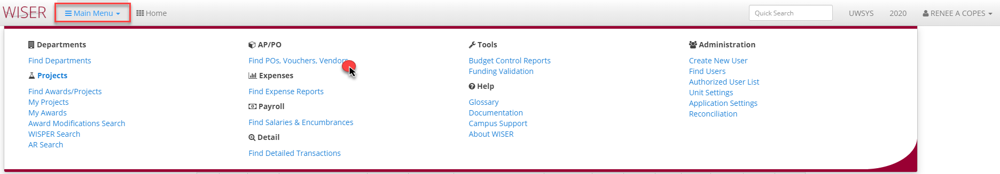 WISER Main Menu Home Quick Search UWSYS 2020 RENEE A COPES
Departments
Find Departments
Projects
Find Awards/Projects
My Projects
My Awards
Award Modifications Search
WISPER Search
AR Search
AP/PO
Find POs, Vouchers, Vendors
Expenses
Find Expense Reports
Payroll
Find Salaries & Encumbrances
Detail
Find Detailed Transactions
Tools
Budget Control Reports
Funding Validation
Help
Glossary
Documentation
Campus Support
About WISER
Administration
Create New User
Find Users
Authorized User List
Unit Settings
Application Settings
Reconciliation